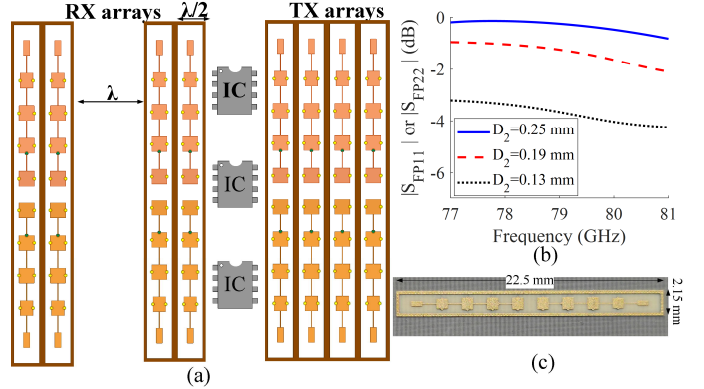 RX arrays
λ/2
TX arrays
λ
IC
IC
IC
(a)
|S_FP11| or |S_FP22| (dB)
0
-2
-4
-6
D_2=0.25 mm
D_2=0.19 mm
D_2=0.13 mm
77
78
79
80
81
Frequency (GHz)
(b)
22.5 mm
2.15 mm
(c)